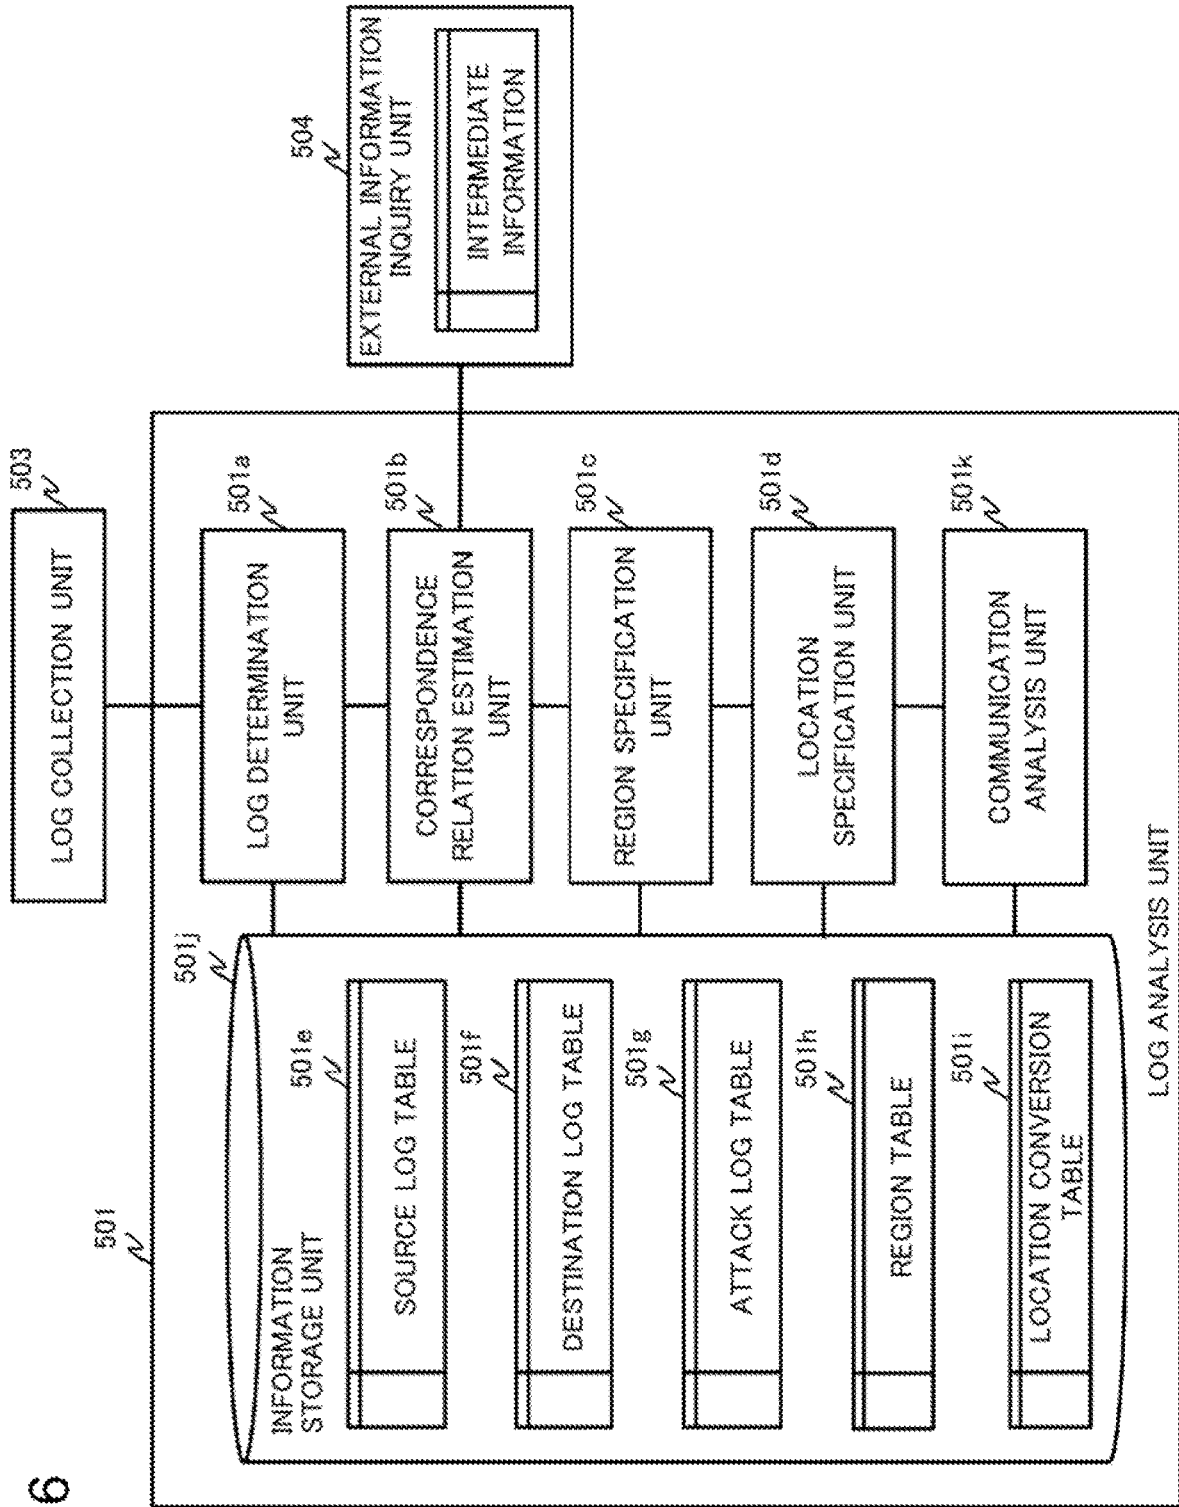 6
503
LOG COLLECTION UNIT
504
EXTERNAL INFORMATION
INQUIRY UNIT
INTERMEDIATE
INFORMATION
501
LOG ANALYSIS UNIT
501a
LOG DETERMINATION
UNIT
501b
CORRESPONDENCE
RELATION ESTIMATION
UNIT
501c
REGION SPECIFICATION
UNIT
501d
LOCATION
SPECIFICATION UNIT
501k
COMMUNICATION
ANALYSIS UNIT
501j
INFORMATION
STORAGE UNIT
501e
SOURCE LOG TABLE
501f
DESTINATION LOG TABLE
501g
ATTACK LOG TABLE
501h
REGION TABLE
501i
LOCATION CONVERSION
TABLE